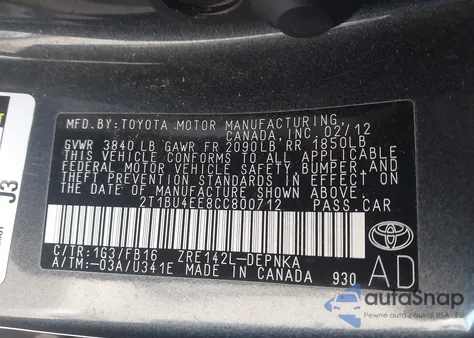 MFD.BY:TOYOTA MOTOR MANUFACTURING,
CANADA, INC. 02/12
GVWR 3840LB GAWR FR 2090LB RR 1850LB
THIS VEHICLE CONFORMS TO ALL APPLICABLE
FEDERAL MOTOR VEHICLE SAFETY, BUMPER, AND
THEFT PREVENTION STANDARDS IN EFFECT ON
THE DATE OF MANUFACTURE SHOWN ABOVE.
2T1BU4EE8CC800712 PASS.CAR
C/TR:1G3/FB16 ZRE142L-DEPNKA
A/TM:-03A/U341E MADE IN CANADA 930
AD
J3
autoSnap